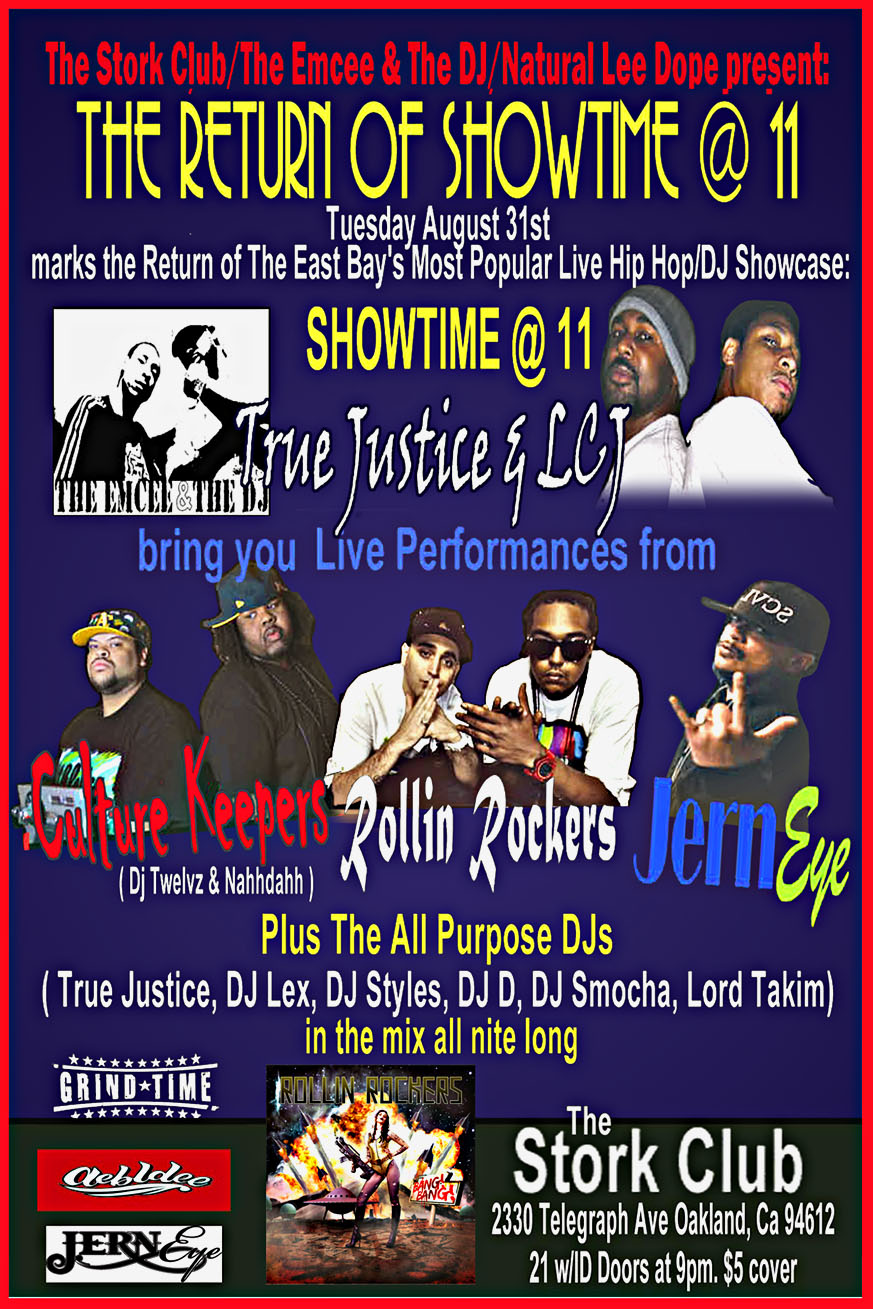 The Stork Club/The Emcee & The DJ/Natural Lee Dope present:
THE RETURN OF SHOWTIME @ 11
Tuesday August 31st
marks the Return of The East Bay's Most Popular Live Hip Hop/DJ Showcase:
SHOWTIME @ 11
True Justice & LCJ
THE EMCEE & THE DJ
bring you Live Performances from
SCVI
Culture Keepers
( Dj Twelvz & Nahhdahh )
Rollin Rockers
Jern Eye
Plus The All Purpose DJs
( True Justice, DJ Lex, DJ Styles, DJ D, DJ Smocha, Lord Takim)
in the mix all nite long
GRIND★TIME
ROLLIN ROCKERS
BANG! BANG!
JERN Eye
The
Stork Club
2330 Telegraph Ave Oakland, Ca 94612
21 w/ID Doors at 9pm. $5 cover